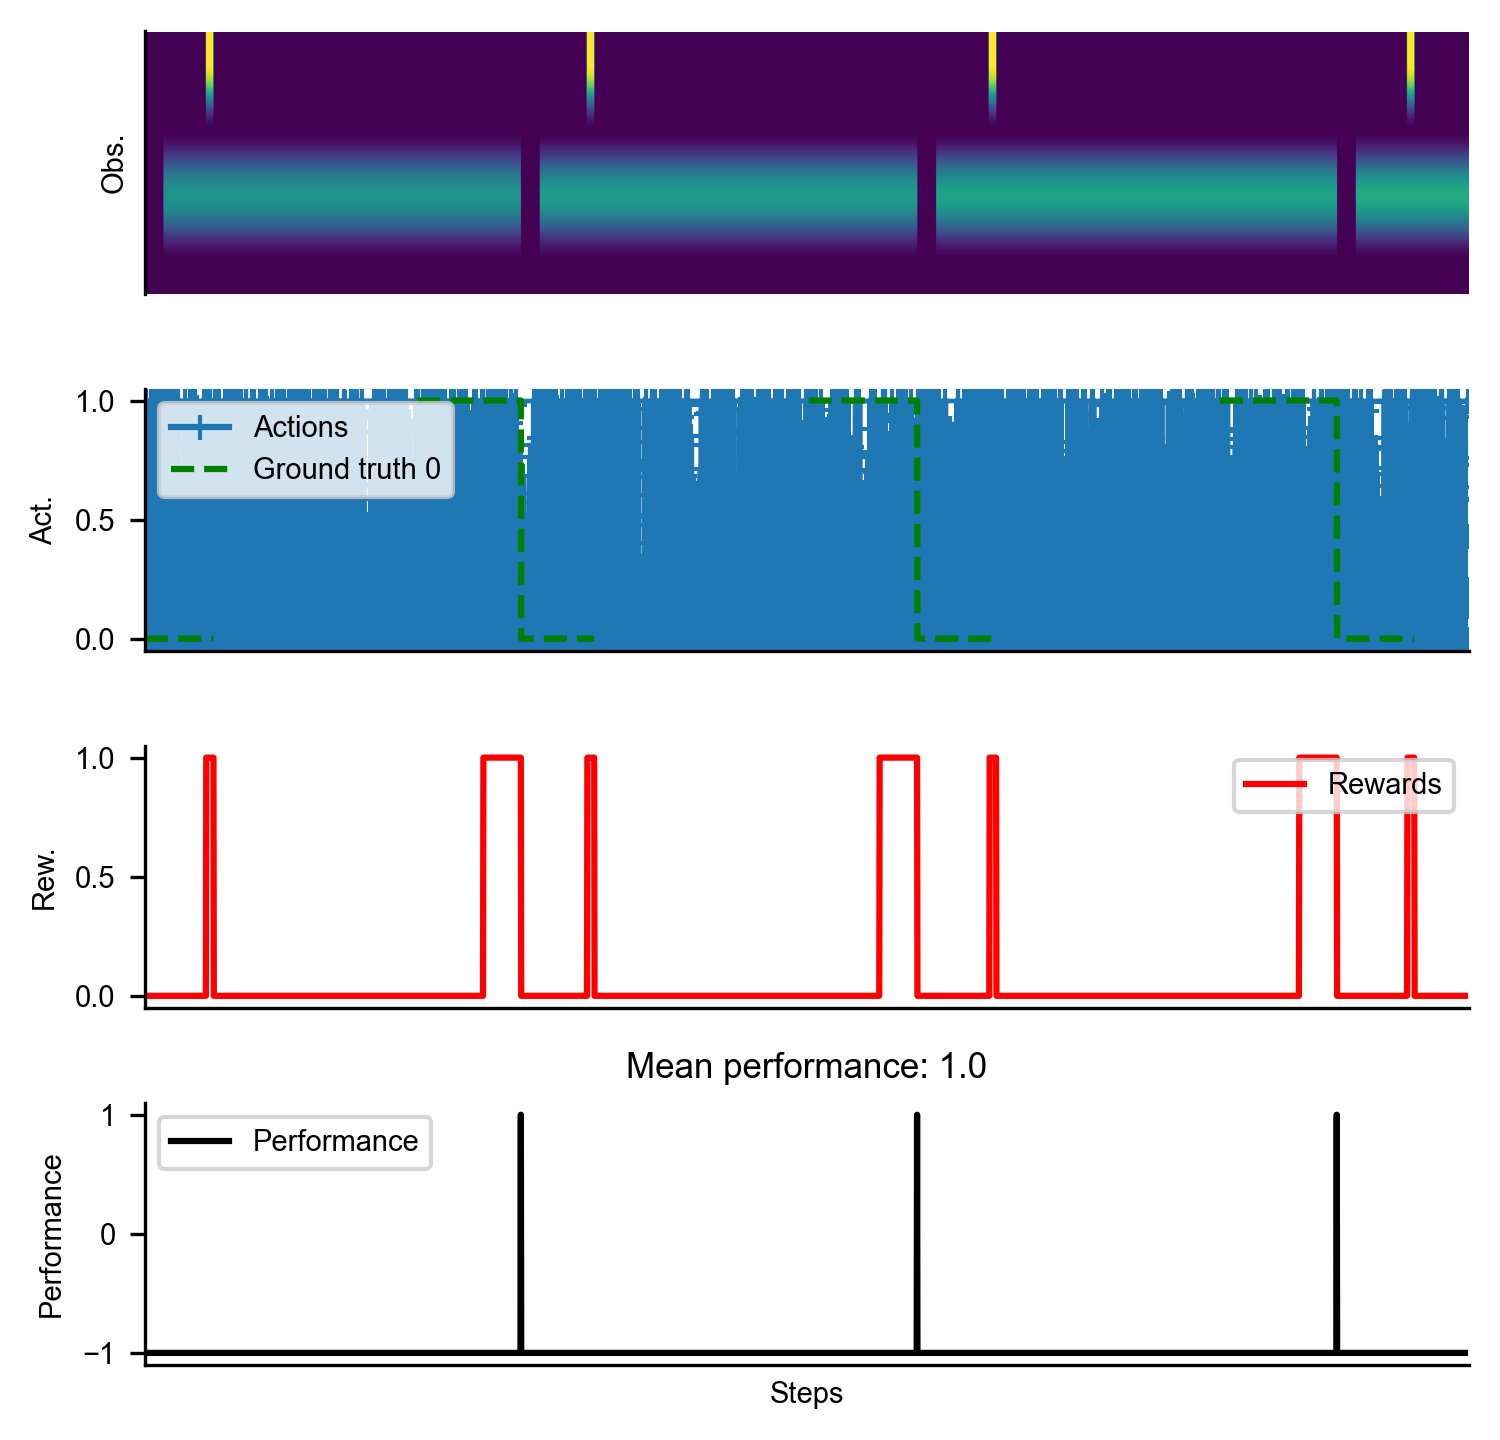 Obs.
1.0
0.5
0.0
Act.
Actions
Ground truth 0
1.0
0.5
0.0
Rew.
Rewards
Mean performance: 1.0
1
0
−1
Performance
Performance
Steps